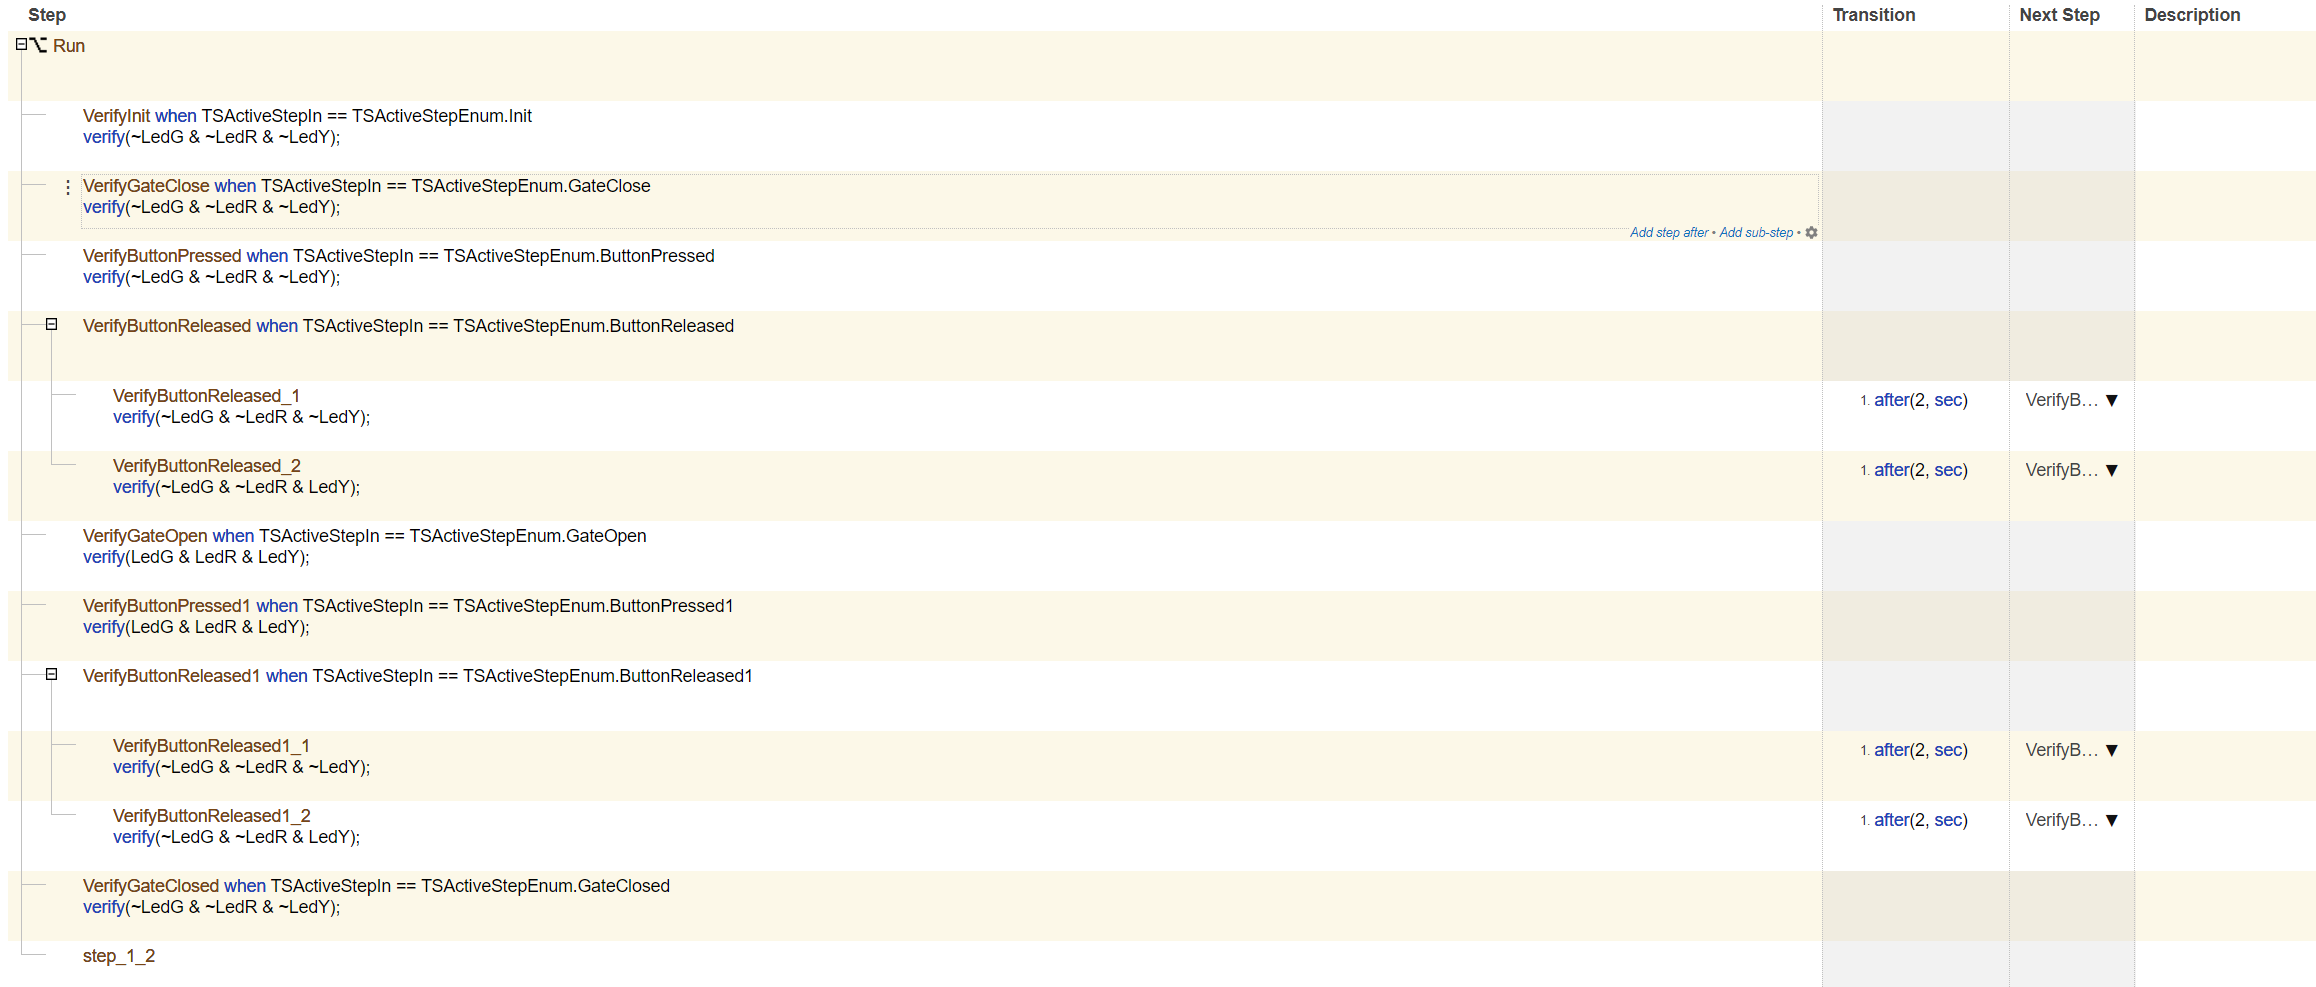 Step Transition Next Step Description
Run
VerifyInit when TSActiveStepIn == TSActiveStepEnum.Init
verify(~LedG & ~LedR & ~LedY);
VerifyGateClose when TSActiveStepIn == TSActiveStepEnum.GateClose
verify(~LedG & ~LedR & ~LedY);
Add step after • Add sub-step •
VerifyButtonPressed when TSActiveStepIn == TSActiveStepEnum.ButtonPressed
verify(~LedG & ~LedR & ~LedY);
VerifyButtonReleased when TSActiveStepIn == TSActiveStepEnum.ButtonReleased
VerifyButtonReleased_1 1. after(2, sec) VerifyB... ▼
verify(~LedG & ~LedR & ~LedY);
VerifyButtonReleased_2 1. after(2, sec) VerifyB... ▼
verify(~LedG & ~LedR & LedY);
VerifyGateOpen when TSActiveStepIn == TSActiveStepEnum.GateOpen
verify(LedG & LedR & LedY);
VerifyButtonPressed1 when TSActiveStepIn == TSActiveStepEnum.ButtonPressed1
verify(LedG & LedR & LedY);
VerifyButtonReleased1 when TSActiveStepIn == TSActiveStepEnum.ButtonReleased1
VerifyButtonReleased1_1 1. after(2, sec) VerifyB... ▼
verify(~LedG & ~LedR & ~LedY);
VerifyButtonReleased1_2 1. after(2, sec) VerifyB... ▼
verify(~LedG & ~LedR & LedY);
VerifyGateClosed when TSActiveStepIn == TSActiveStepEnum.GateClosed
verify(~LedG & ~LedR & ~LedY);
step_1_2